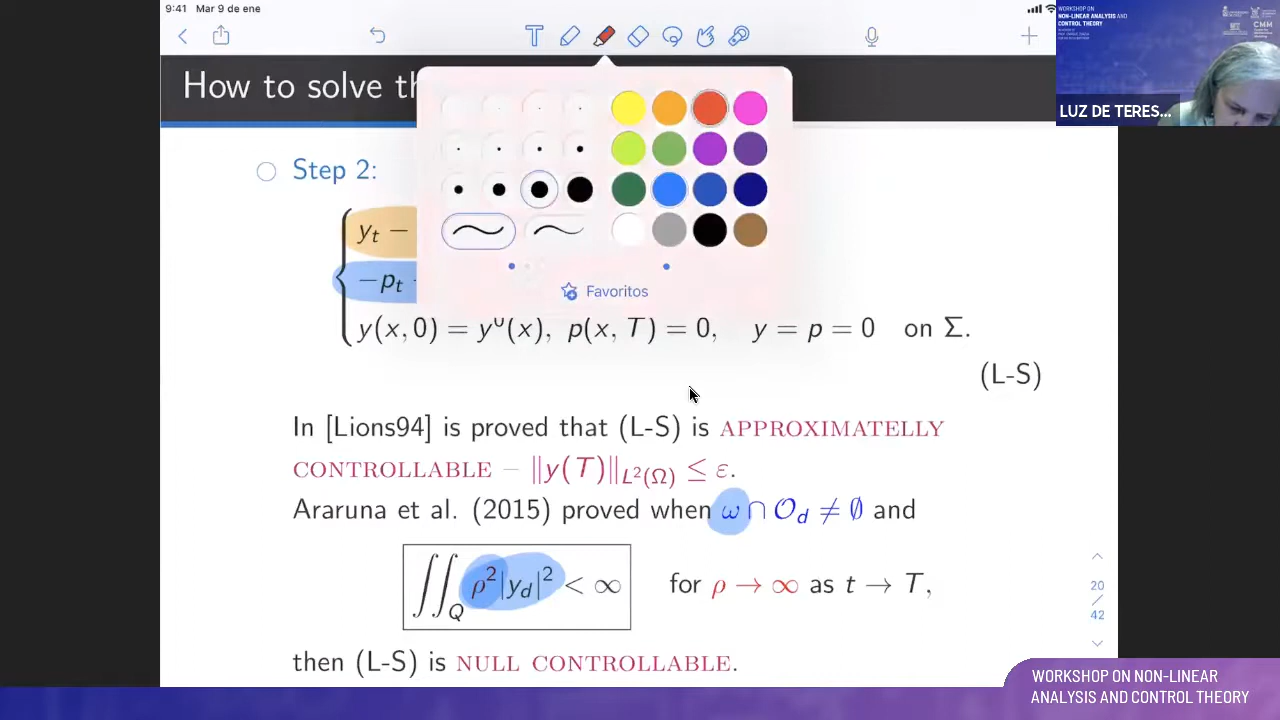 9:41 Mar 9 de ene
How to solve th
Step 2:
y_t −
−p_t
Favoritos
y(x, 0) = y⁰(x), p(x, T) = 0, y = p = 0 on Σ.
(L-S)
In [Lions94] is proved that (L-S) is APPROXIMATELLY
CONTROLLABLE – ‖y(T)‖_{L²(Ω)} ≤ ε.
Araruna et al. (2015) proved when ω ∩ 𝒪_d ≠ ∅ and
∬_Q ρ²|y_d|² < ∞ for ρ → ∞ as t → T,
then (L-S) is NULL CONTROLLABLE.
20
/
42
WORKSHOP ON
NON-LINEAR ANALYSIS AND
CONTROL THEORY
CMM
LUZ DE TERES...
WORKSHOP ON NON-LINEAR
ANALYSIS AND CONTROL THEORY